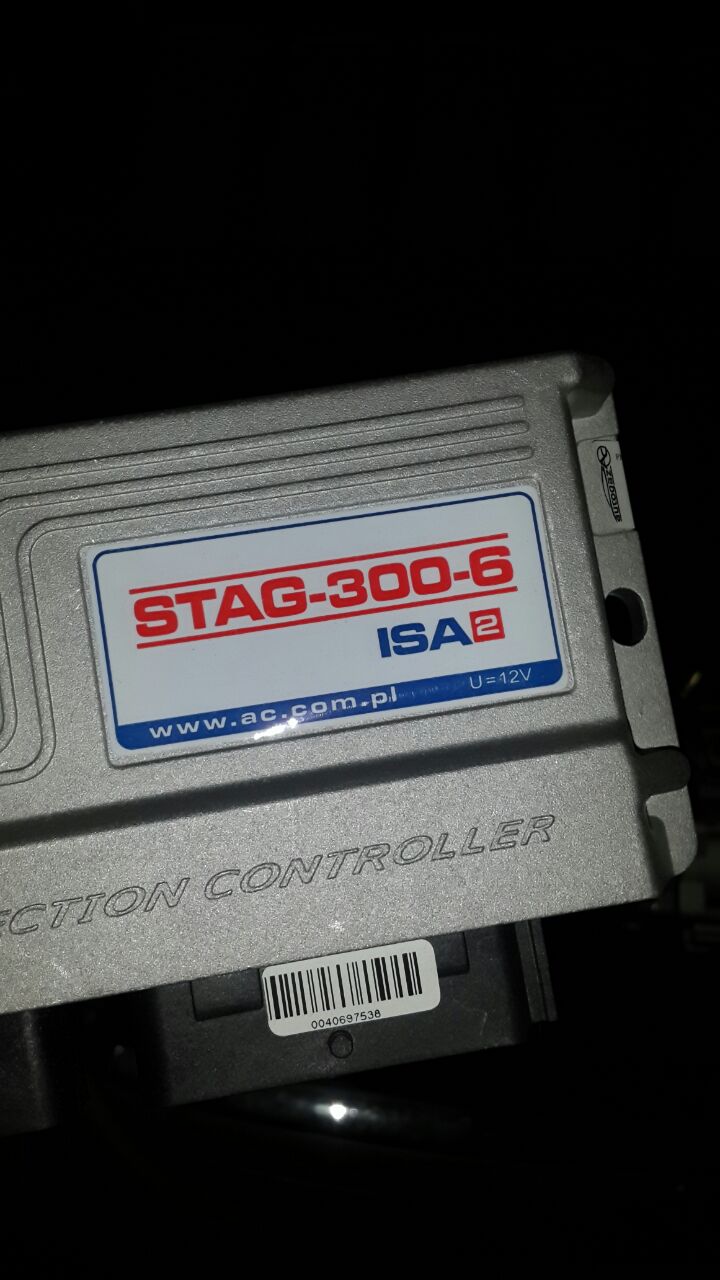 STAG-300-6
ISA2
U=12V
www.ac.com.pl
CTION CONTROLLER
0040697538